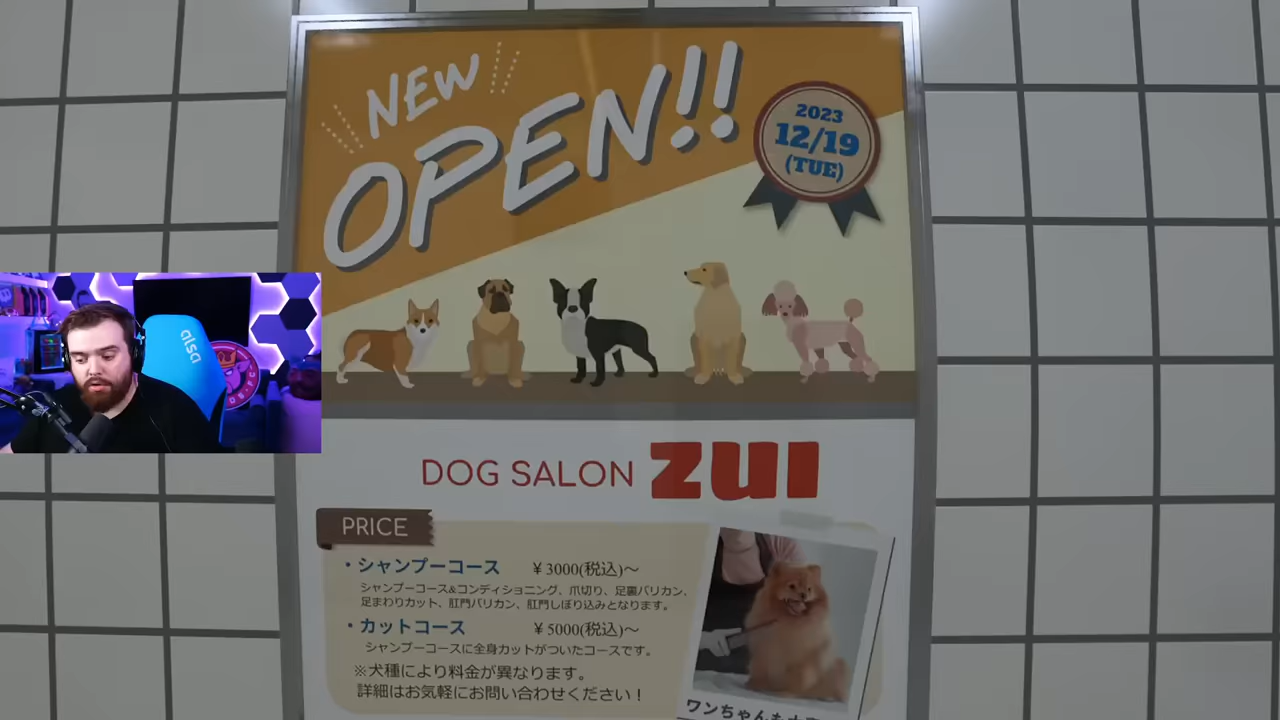 NEW
OPEN!!
2023
12/19
(TUE)
alsa
DOG SALON ZUI
PRICE
・シャンプーコース ￥3000(税込)～
シャンプーコース&コンディショニング、爪切り、足裏バリカン、
足まわりカット、肛門バリカン、肛門しぼり込みとなります。
・カットコース ￥5000(税込)～
シャンプーコースに全身カットがついたコースです。
※犬種により料金が異なります。
詳細はお気軽にお問い合わせください！
ワンちゃんも